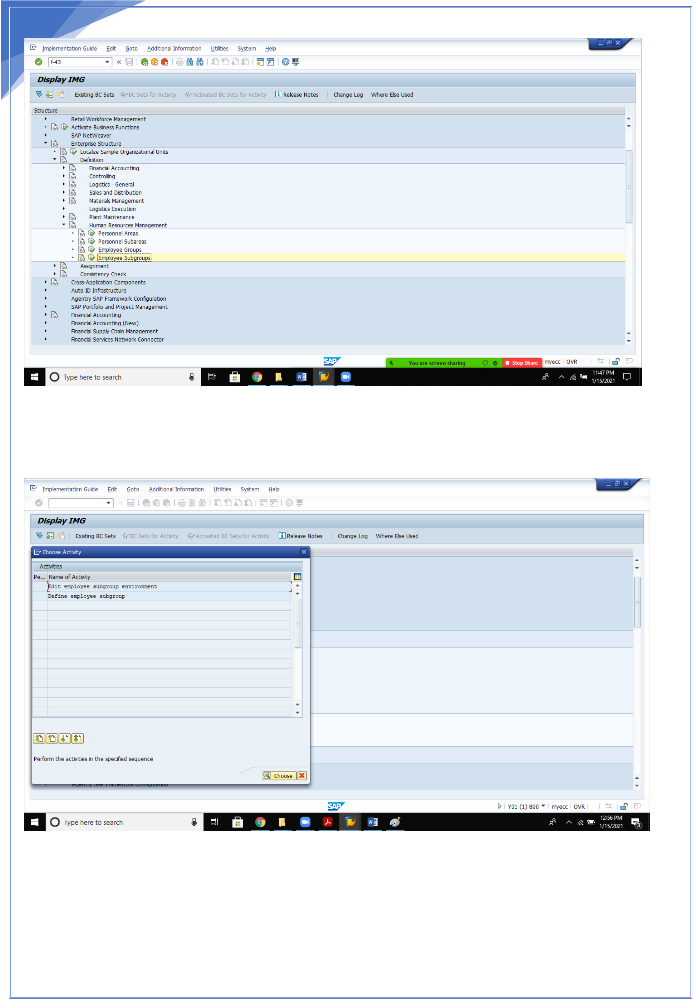 Implementation Guide Edit Goto Additional Information Utilities System Help
f-43
Display IMG
Existing BC Sets BC Sets for Activity Activated BC Sets for Activity Release Notes Change Log Where Else Used
Structure
Retail Workforce Management
Activate Business Functions
SAP NetWeaver
Enterprise Structure
Localize Sample Organizational Units
Definition
Financial Accounting
Controlling
Logistics - General
Sales and Distribution
Materials Management
Logistics Execution
Plant Maintenance
Human Resources Management
Personnel Areas
Personnel Subareas
Employee Groups
Employee Subgroups
Assignment
Consistency Check
Cross-Application Components
Auto-ID Infrastructure
Agentry SAP Framework Configuration
SAP Portfolio and Project Management
Financial Accounting
Financial Accounting (New)
Financial Supply Chain Management
Financial Services Network Connector
SAP You are screen sharing Stop Share myecc OVR
Type here to search 11:47 PM
1/15/2021
Implementation Guide Edit Goto Additional Information Utilities System Help
Display IMG
Existing BC Sets BC Sets for Activity Activated BC Sets for Activity Release Notes Change Log Where Else Used
Choose Activity
Activities
Pe... Name of Activity
Edit employee subgroup environment
Define employee subgroup
Perform the activities in the specified sequence
Choose
Agentry SAP Framework Configuration
SAP Y01 (1) 800 myecc OVR
Type here to search 12:56 PM
1/15/2021 3